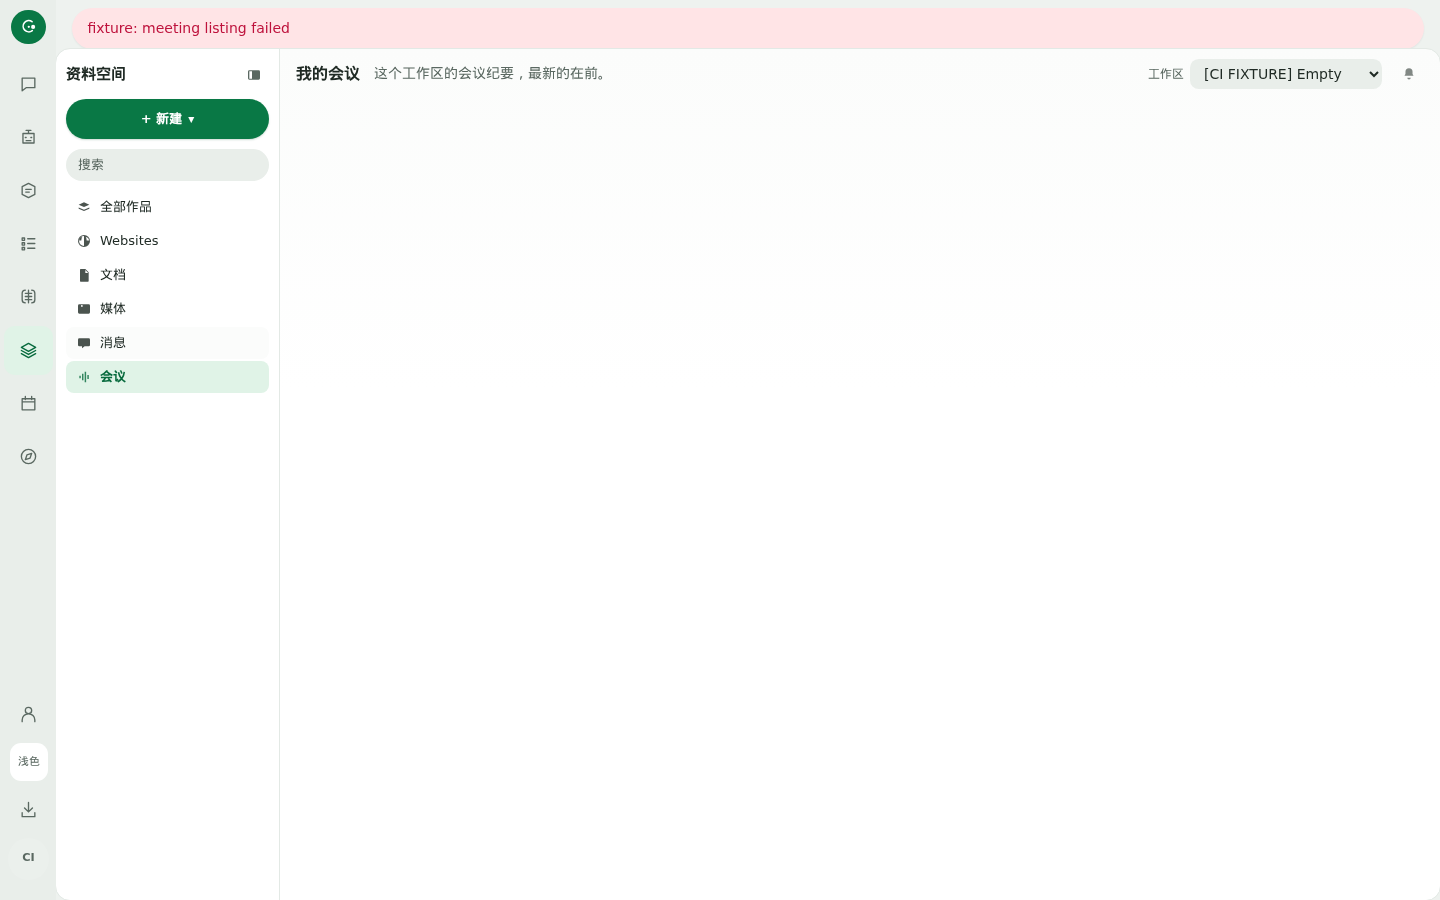 fixture: meeting listing failed
资料空间
+ 新建 ▾
搜索
全部作品
Websites
文档
媒体
消息
会议
我的会议 这个工作区的会议纪要，最新的在前。
工作区 [CI FIXTURE] Empty
浅色
CI